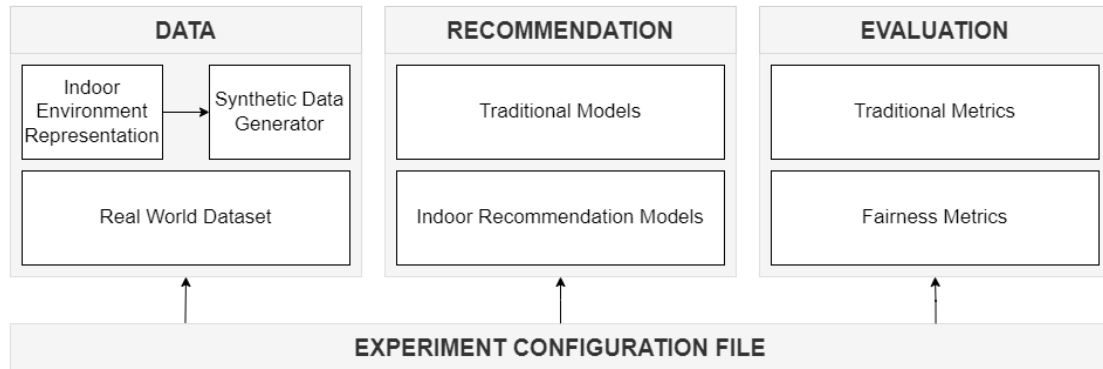 DATA
Indoor
Environment
Representation
Synthetic Data
Generator
Real World Dataset
RECOMMENDATION
Traditional Models
Indoor Recommendation Models
EVALUATION
Traditional Metrics
Fairness Metrics
EXPERIMENT CONFIGURATION FILE